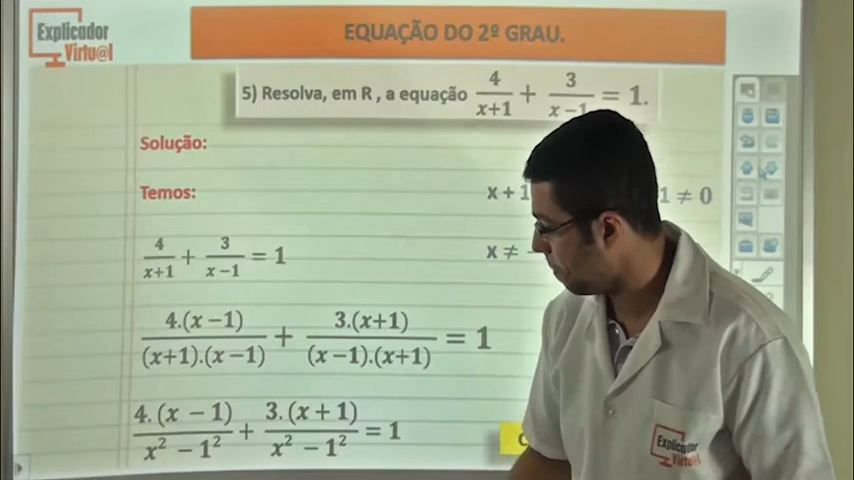 Explicador
Virtu@l
EQUAÇÃO DO 2º GRAU.
5) Resolva, em R , a equação 4/(x+1) + 3/(x−1) = 1.
Solução:
Temos:
x + 1
1 ≠ 0
4/(x+1) + 3/(x−1) = 1
x ≠ −
4.(x−1)/(x+1).(x−1) + 3.(x+1)/(x−1).(x+1) = 1
4.(x − 1)/(x² − 1²) + 3.(x + 1)/(x² − 1²) = 1
Explicador
Virtu@l